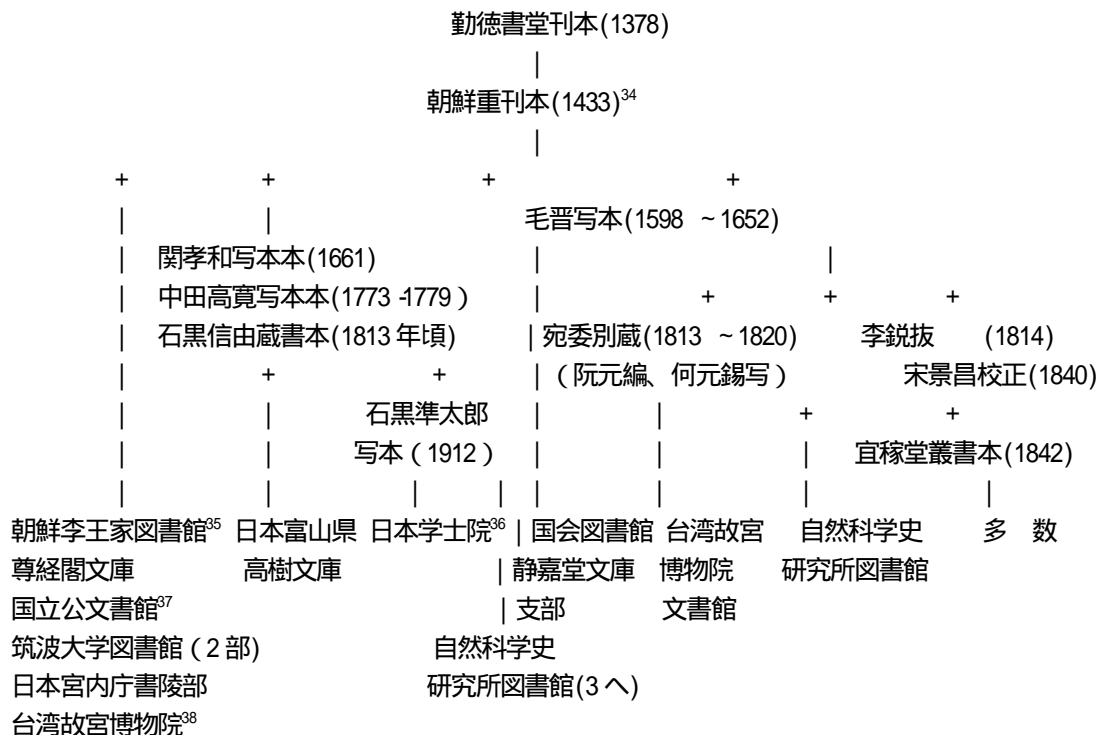 勤徳書堂刊本(1378)
|
朝鮮重刊本(1433)34
|
+ + + +
| | 毛晋写本(1598 ~1652)
| 関孝和写本本(1661) | |
| 中田高寛写本本(1773-1779) | + + +
| 石黒信由蔵書本(1813年頃) | 宛委別蔵(1813 ~1820) 李鋭抜 (1814)
| + + | (阮元編、何元錫写) 宋景昌校正(1840)
| | 石黒準太郎 | | + +
| | 写本(1912) | | | 宜稼堂叢書本(1842)
| | | | | | | |
朝鮮李王家図書館35 日本富山県 日本学士院36 | 国会図書館 台湾故宮 自然科学史 多 数
尊経閣文庫 高樹文庫 | 静嘉堂文庫 博物院 研究所図書館
国立公文書館37 | 支部 文書館
筑波大学図書館(2部) 自然科学史
日本宮内庁書陵部 研究所図書館(3へ)
台湾故宮博物院38